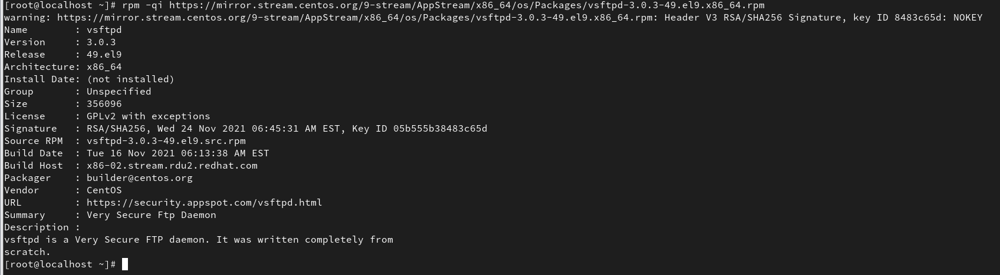 [root@localhost ~]# rpm -qi https://mirror.stream.centos.org/9-stream/AppStream/x86_64/os/Packages/vsftpd-3.0.3-49.el9.x86_64.rpm
warning: https://mirror.stream.centos.org/9-stream/AppStream/x86_64/os/Packages/vsftpd-3.0.3-49.el9.x86_64.rpm: Header V3 RSA/SHA256 Signature, key ID 8483c65d: NOKEY
Name        : vsftpd
Version     : 3.0.3
Release     : 49.el9
Architecture: x86_64
Install Date: (not installed)
Group       : Unspecified
Size        : 356096
License     : GPLv2 with exceptions
Signature   : RSA/SHA256, Wed 24 Nov 2021 06:45:31 AM EST, Key ID 05b555b38483c65d
Source RPM  : vsftpd-3.0.3-49.el9.src.rpm
Build Date  : Tue 16 Nov 2021 06:13:38 AM EST
Build Host  : x86-02.stream.rdu2.redhat.com
Packager    : builder@centos.org
Vendor      : CentOS
URL         : https://security.appspot.com/vsftpd.html
Summary     : Very Secure Ftp Daemon
Description :
vsftpd is a Very Secure FTP daemon. It was written completely from
scratch.
[root@localhost ~]#